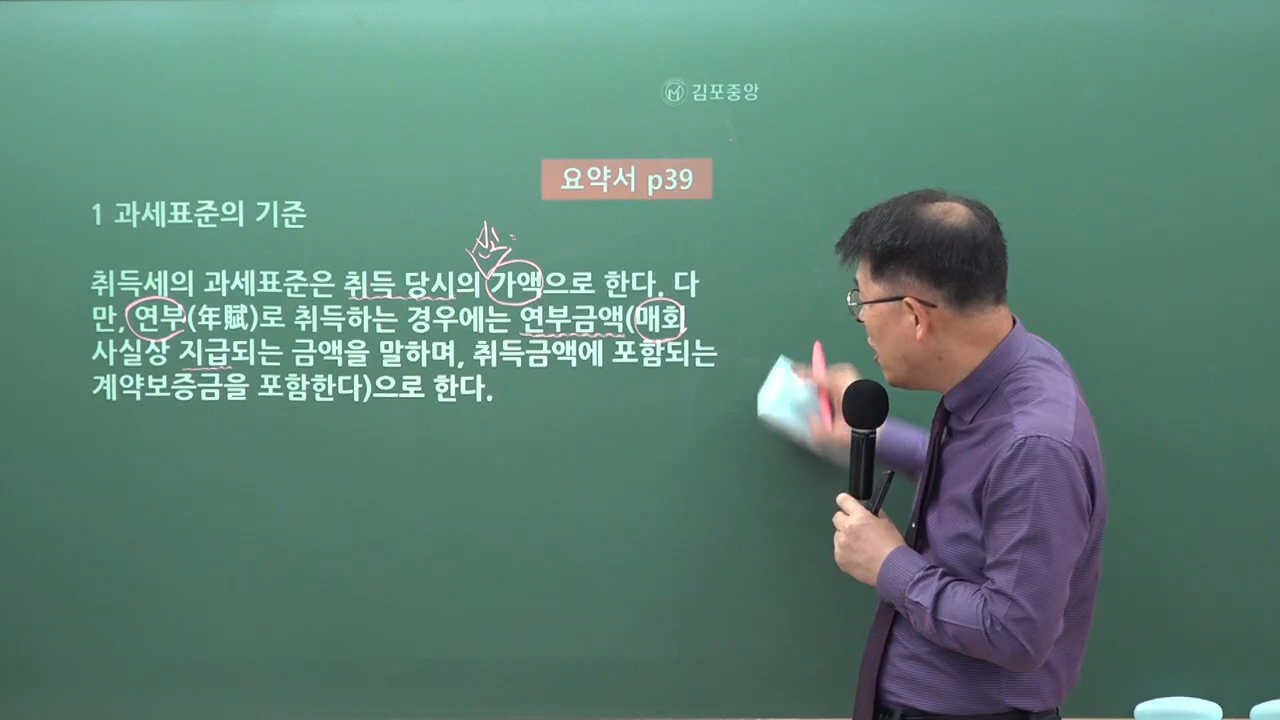 김포중앙
요약서 p39
1 과세표준의 기준
취득세의 과세표준은 취득 당시의 가액으로 한다. 다
만, 연부(年賦)로 취득하는 경우에는 연부금액(매회
사실상 지급되는 금액을 말하며, 취득금액에 포함되는
계약보증금을 포함한다)으로 한다.